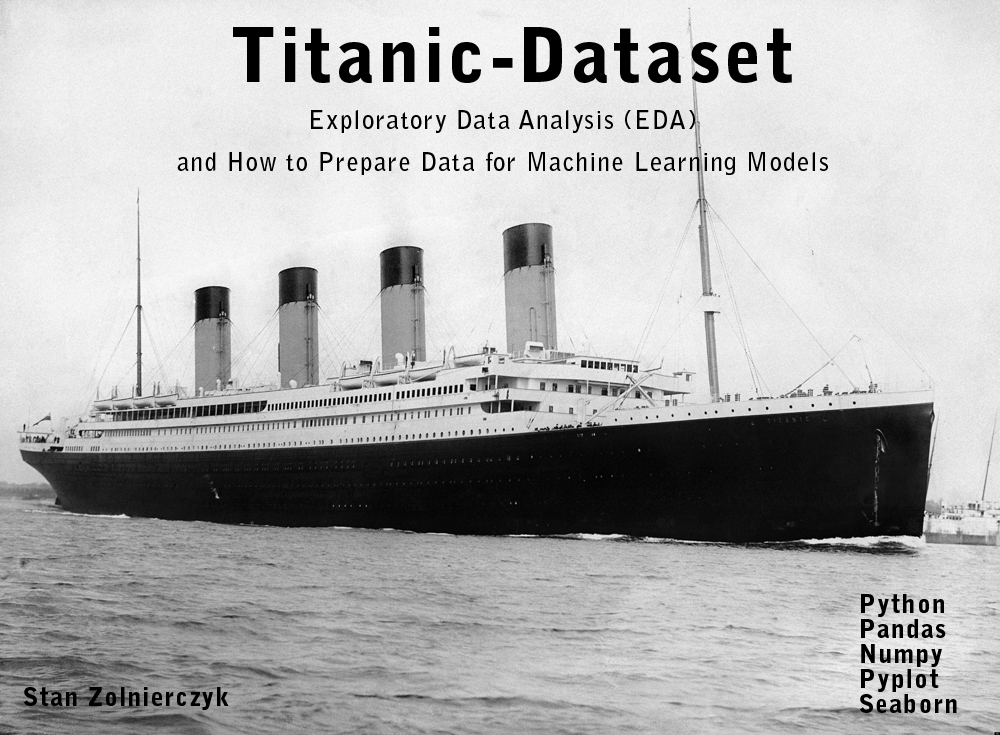 Titanic-Dataset
Exploratory Data Analysis (EDA)
and How to Prepare Data for Machine Learning Models
Stan Zolnierczyk
Python
Pandas
Numpy
Pyplot
Seaborn